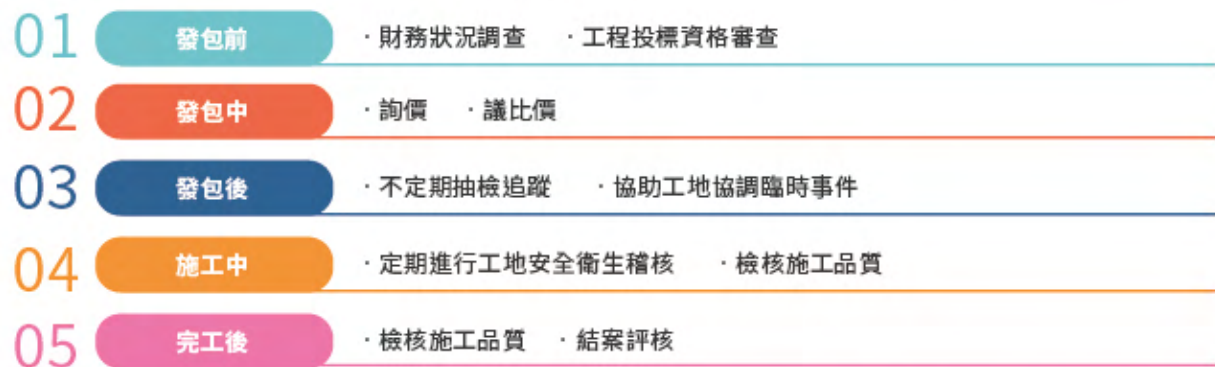 01 發包前 ·財務狀況調查 ·工程投標資格審查
02 發包中 ·詢價 ·議比價
03 發包後 ·不定期抽檢追蹤 ·協助工地協調臨時事件
04 施工中 ·定期進行工地安全衛生稽核 ·檢核施工品質
05 完工後 ·檢核施工品質 ·結案評核